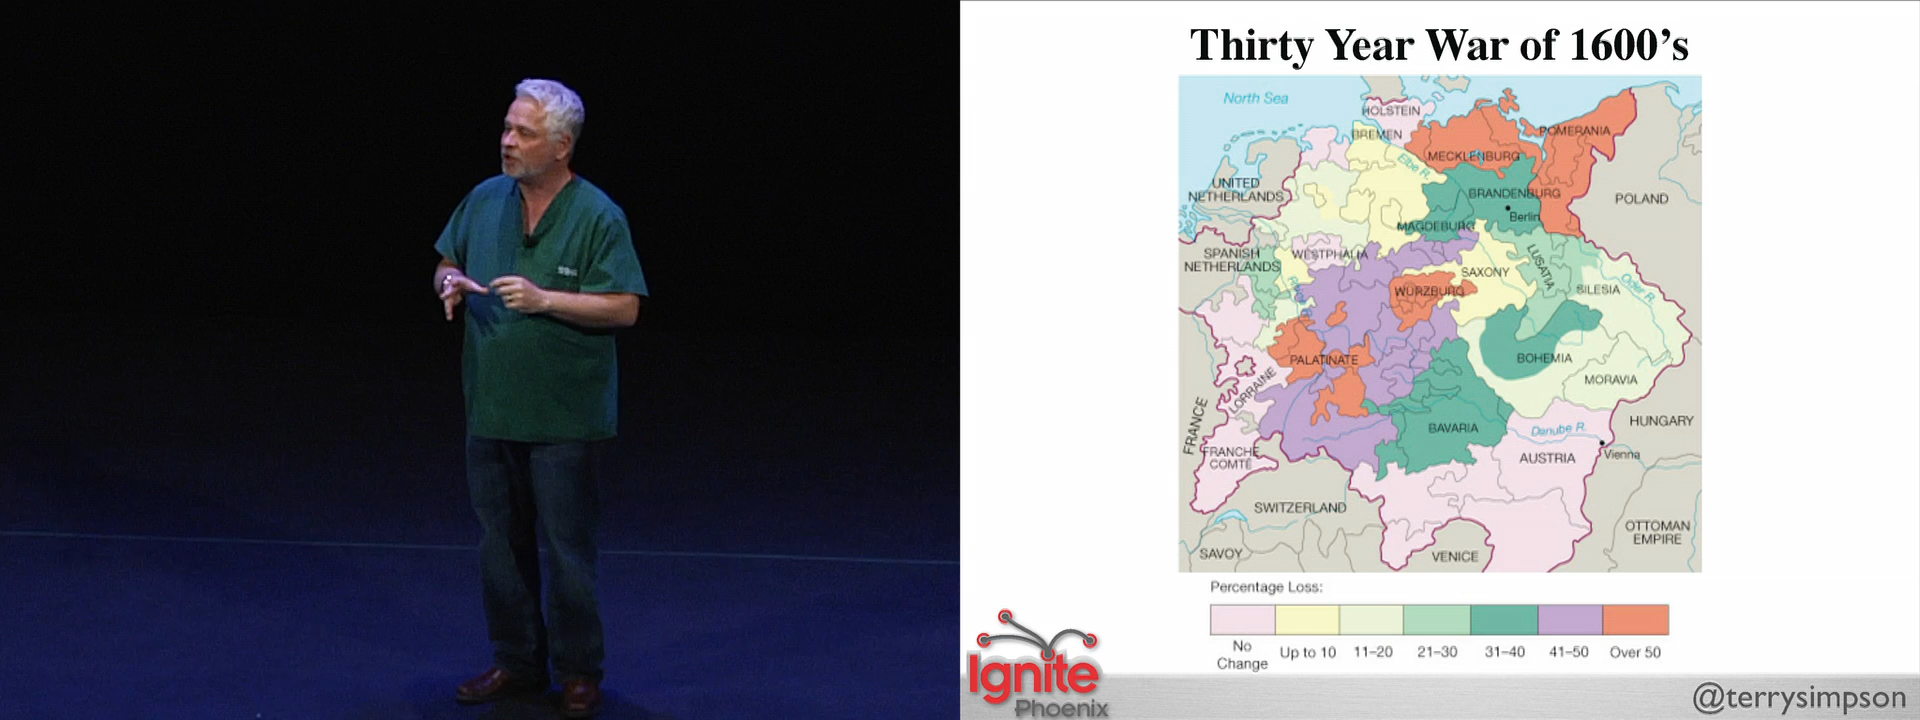 Thirty Year War of 1600's
North Sea
HOLSTEIN
BREMEN
POMERANIA
MECKLENBURG
Elbe R.
UNITED
NETHERLANDS
BRANDENBURG
POLAND
Berlin
MAGDEBURG
SPANISH
NETHERLANDS
WESTPHALIA
LUSATIA
SAXONY
Oder R.
WÜRZBURG
SILESIA
PALATINATE
BOHEMIA
MORAVIA
LORRAINE
FRANCE
HUNGARY
BAVARIA
Danube R.
Vienna
FRANCHE
COMTÉ
AUSTRIA
SWITZERLAND
OTTOMAN
EMPIRE
SAVOY
VENICE
Percentage Loss:
No
Change
Up to 10
11–20
21–30
31–40
41–50
Over 50
Ignite
Phoenix
@terrysimpson